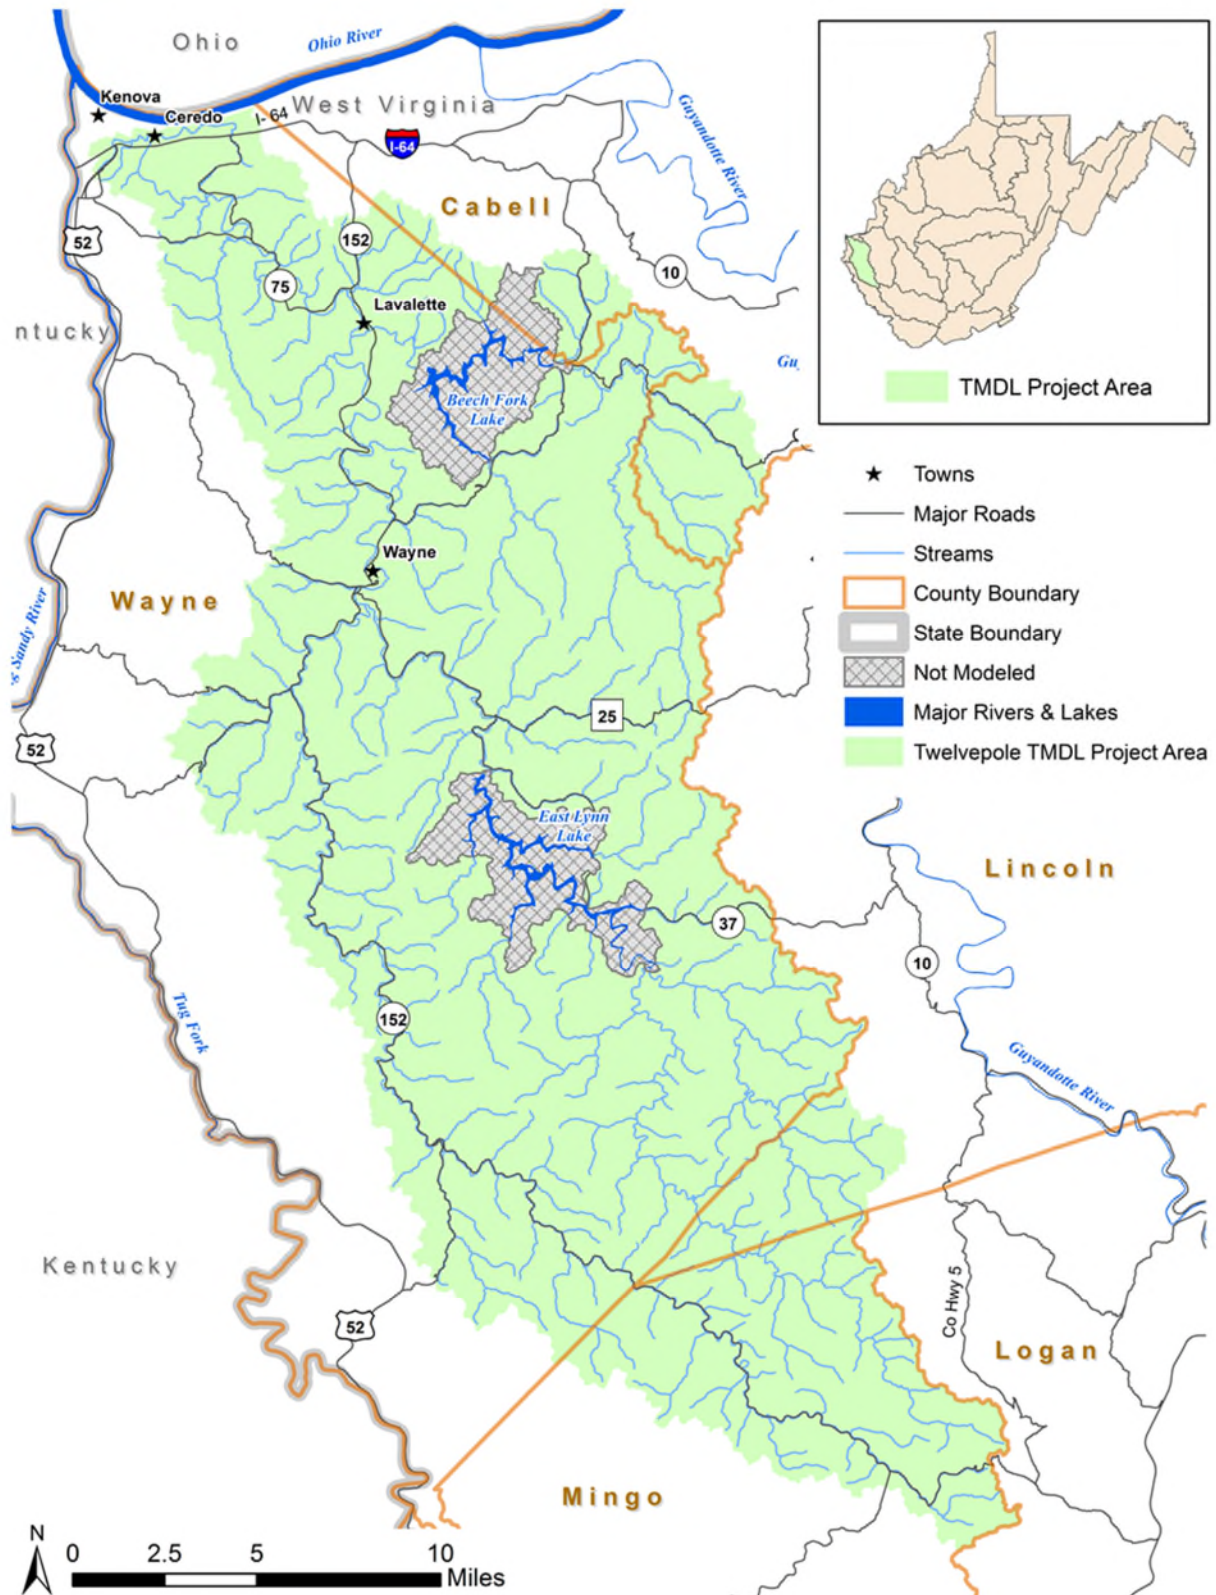 Ohio
Ohio River
Kenova
Ceredo
I- 64
West Virginia
I-64
Guyandotte River
Cabell
52
152
75
10
Lavalette
ntucky
Beech Fork
Lake
Wayne
Wayne
25
52
East Lynn
Lake
37
152
Tug Fork
Lincoln
10
Guyandotte River
Kentucky
52
Co Hwy 5
Logan
Mingo
Sandy River
Gu
TMDL Project Area
Towns
Major Roads
Streams
County Boundary
State Boundary
Not Modeled
Major Rivers & Lakes
Twelvepole TMDL Project Area
N
0 2.5 5 10
Miles